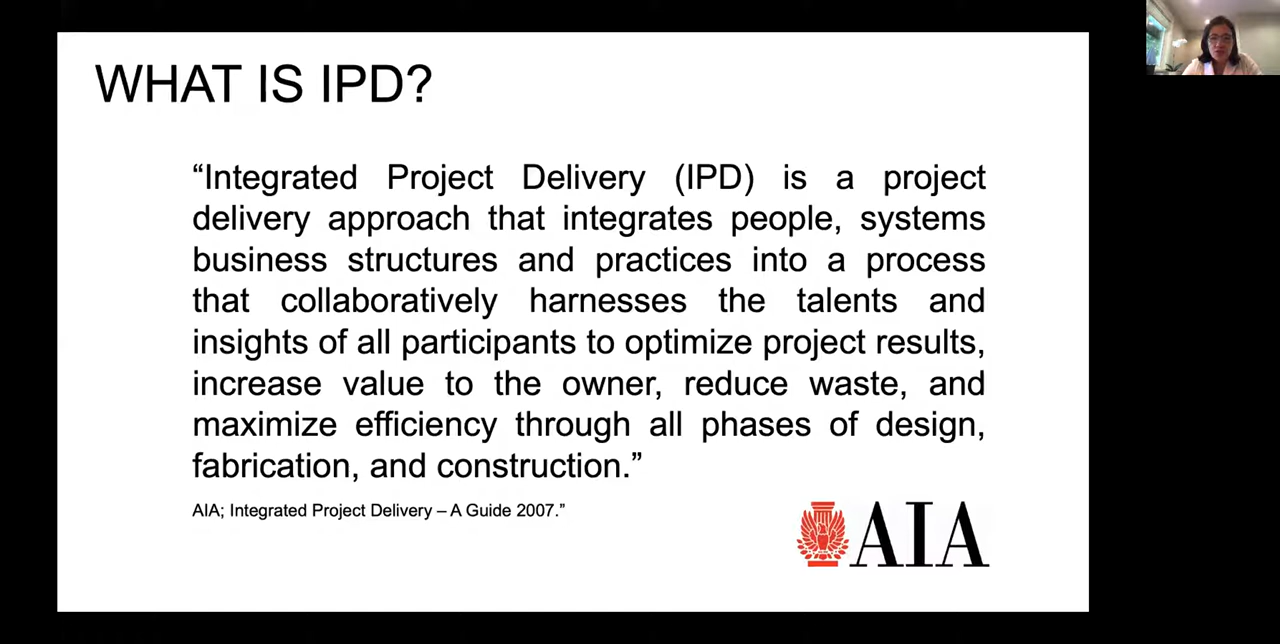 WHAT IS IPD?
“Integrated Project Delivery (IPD) is a project
delivery approach that integrates people, systems
business structures and practices into a process
that collaboratively harnesses the talents and
insights of all participants to optimize project results,
increase value to the owner, reduce waste, and
maximize efficiency through all phases of design,
fabrication, and construction.”
AIA; Integrated Project Delivery – A Guide 2007.”
AIA